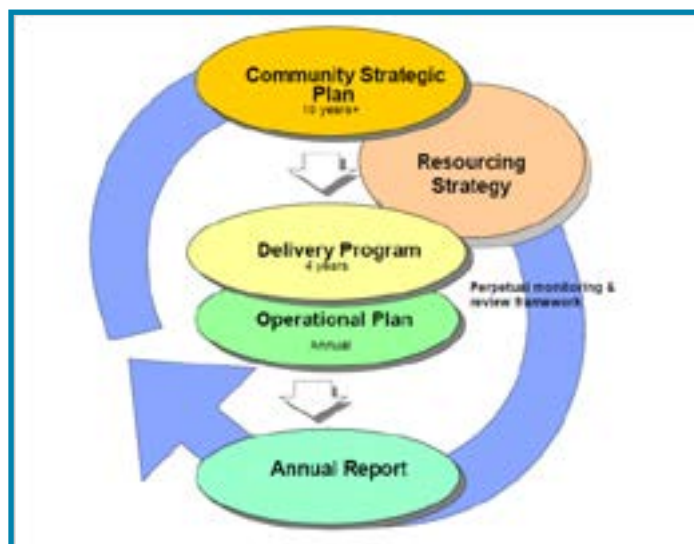 Community Strategic
Plan
10 years+
Resourcing
Strategy
Delivery Program
4 years
Perpetual monitoring &
review framework
Operational Plan
Annual
Annual Report